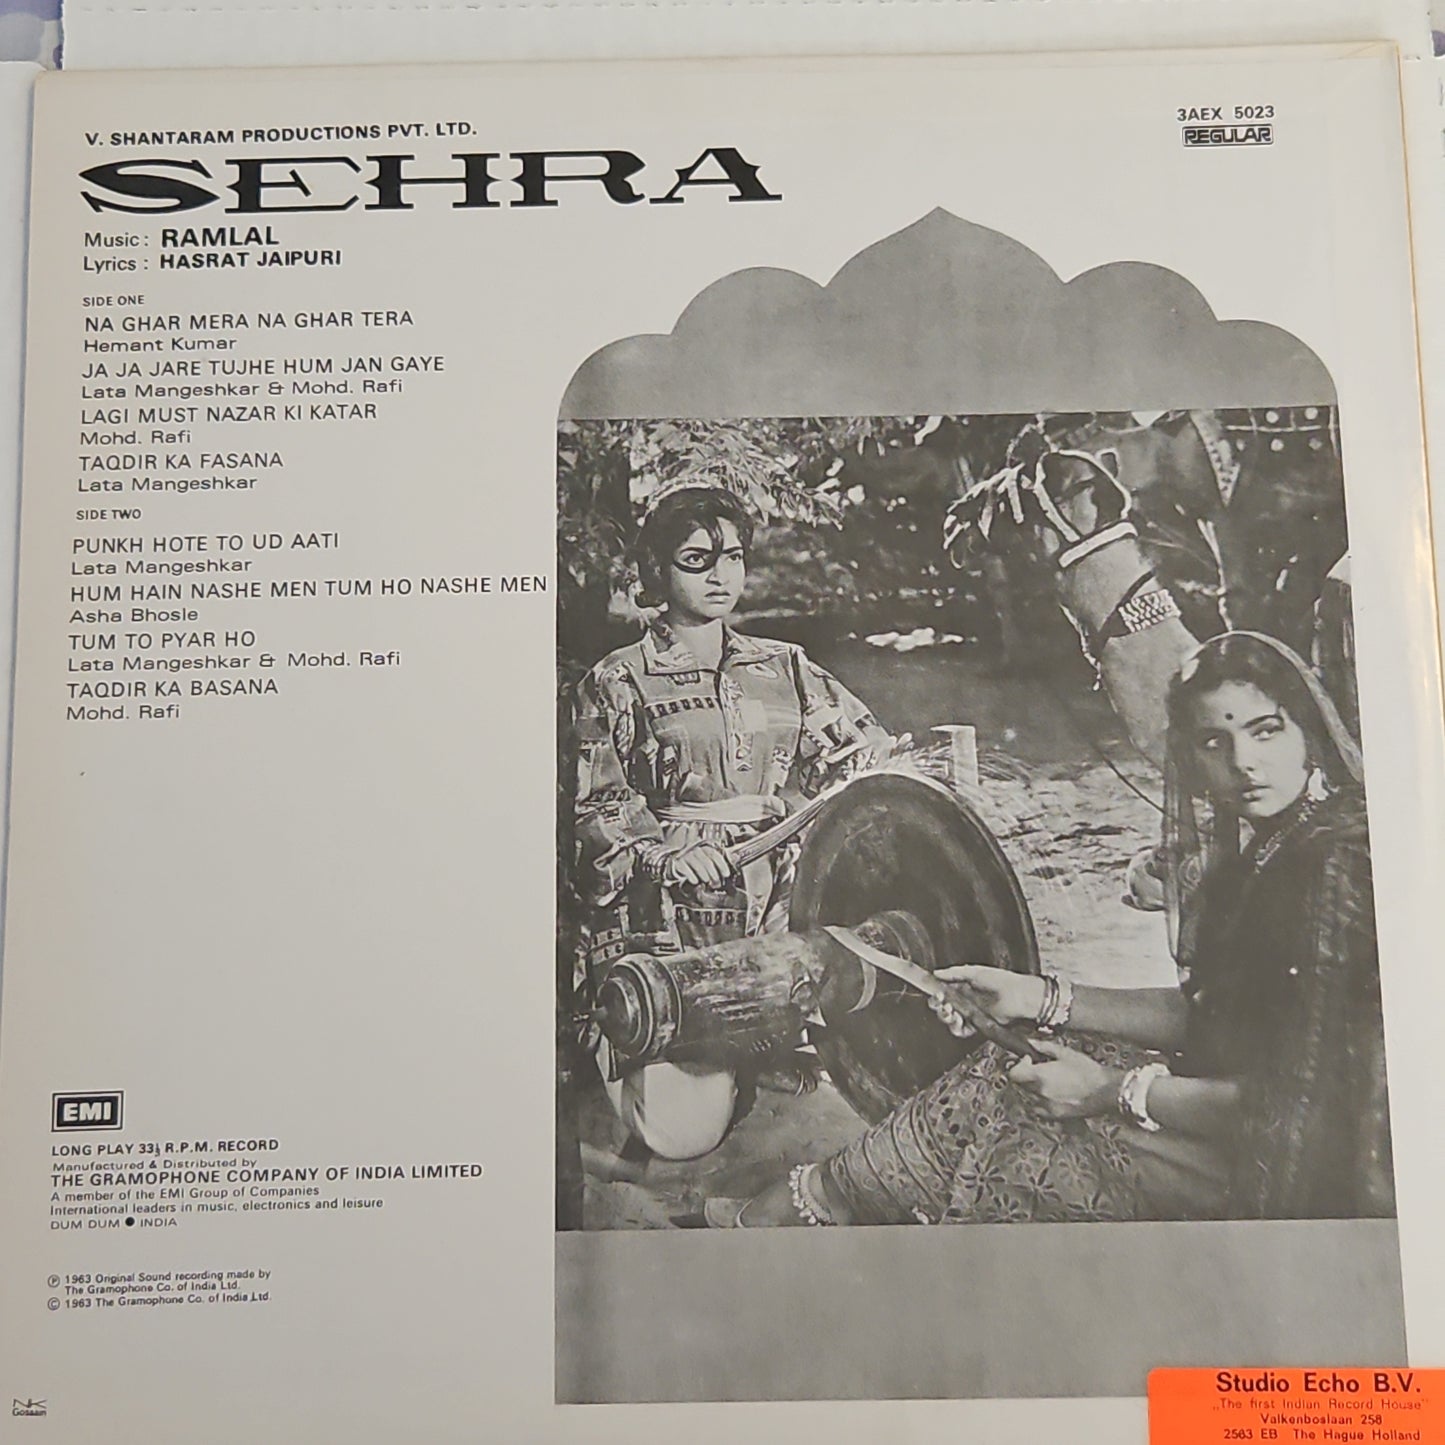 V. SHANTARAM PRODUCTIONS PVT. LTD.
SEHRA
3AEX 5023
REGULAR
Music: RAMLAL
Lyrics : HASRAT JAIPURI
SIDE ONE
NA GHAR MERA NA GHAR TERA
Hemant Kumar
JA JA JARE TUJHE HUM JAN GAYE
Lata Mangeshkar & Mohd. Rafi
LAGI MUST NAZAR KI KATAR
Mohd. Rafi
TAQDIR KA FASANA
Lata Mangeshkar
SIDE TWO
PUNKH HOTE TO UD AATI
Lata Mangeshkar
HUM HAIN NASHE MEN TUM HO NASHE MEN
Asha Bhosle
TUM TO PYAR HO
Lata Mangeshkar & Mohd. Rafi
TAQDIR KA BASANA
Mohd. Rafi
EMI
LONG PLAY 33⅓ R.P.M. RECORD
Manufactured & Distributed by
THE GRAMOPHONE COMPANY OF INDIA LIMITED
A member of the EMI Group of Companies
International leaders in music, electronics and leisure
DUM DUM ● INDIA
℗ 1963 Original Sound recording made by
The Gramophone Co. of India Ltd.
© 1963 The Gramophone Co. of India Ltd.
NK
Gossain
Studio Echo B.V.
„The first Indian Record House"
Valkenboslaan 258
2563 EB The Hague Holland